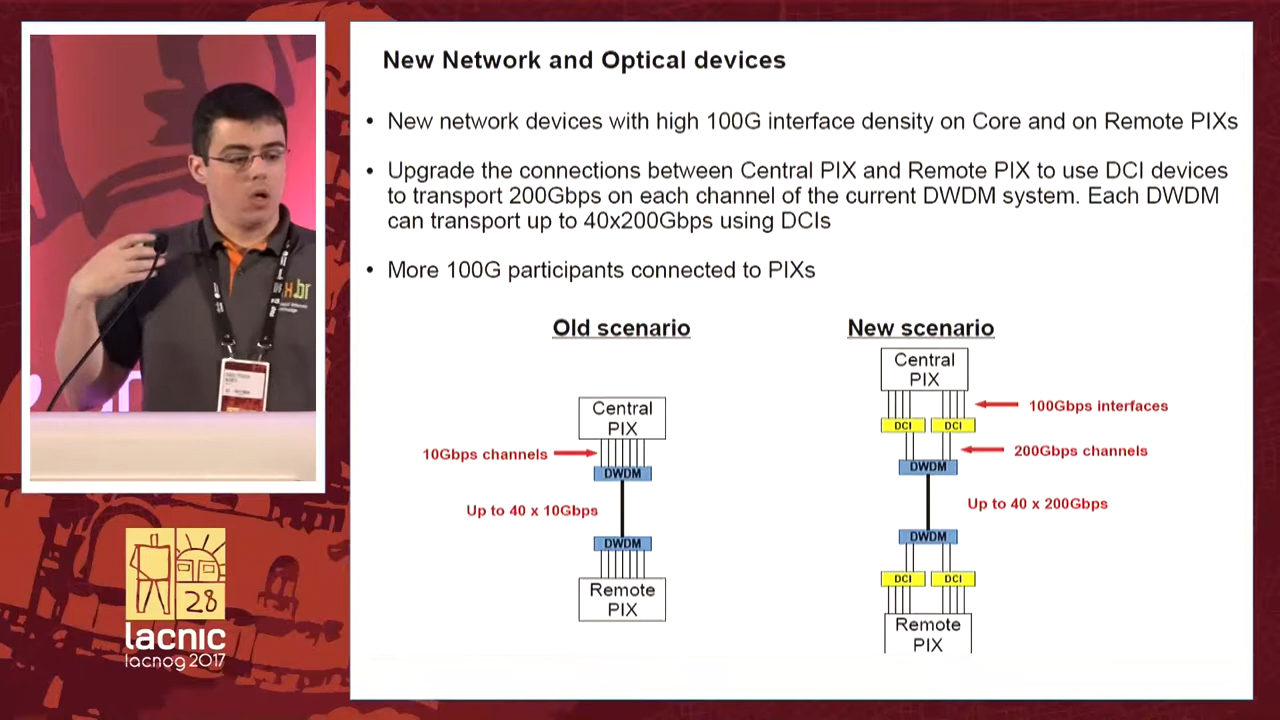 New Network and Optical devices
• New network devices with high 100G interface density on Core and on Remote PIXs
• Upgrade the connections between Central PIX and Remote PIX to use DCI devices
to transport 200Gbps on each channel of the current DWDM system. Each DWDM
can transport up to 40x200Gbps using DCIs
• More 100G participants connected to PIXs
Old scenario
Central
PIX
10Gbps channels
DWDM
Up to 40 x 10Gbps
DWDM
Remote
PIX
New scenario
Central
PIX
100Gbps interfaces
DCI DCI
200Gbps channels
DWDM
Up to 40 x 200Gbps
DWDM
DCI DCI
Remote
PIX
28
lacnic
lacnog 2017
.br